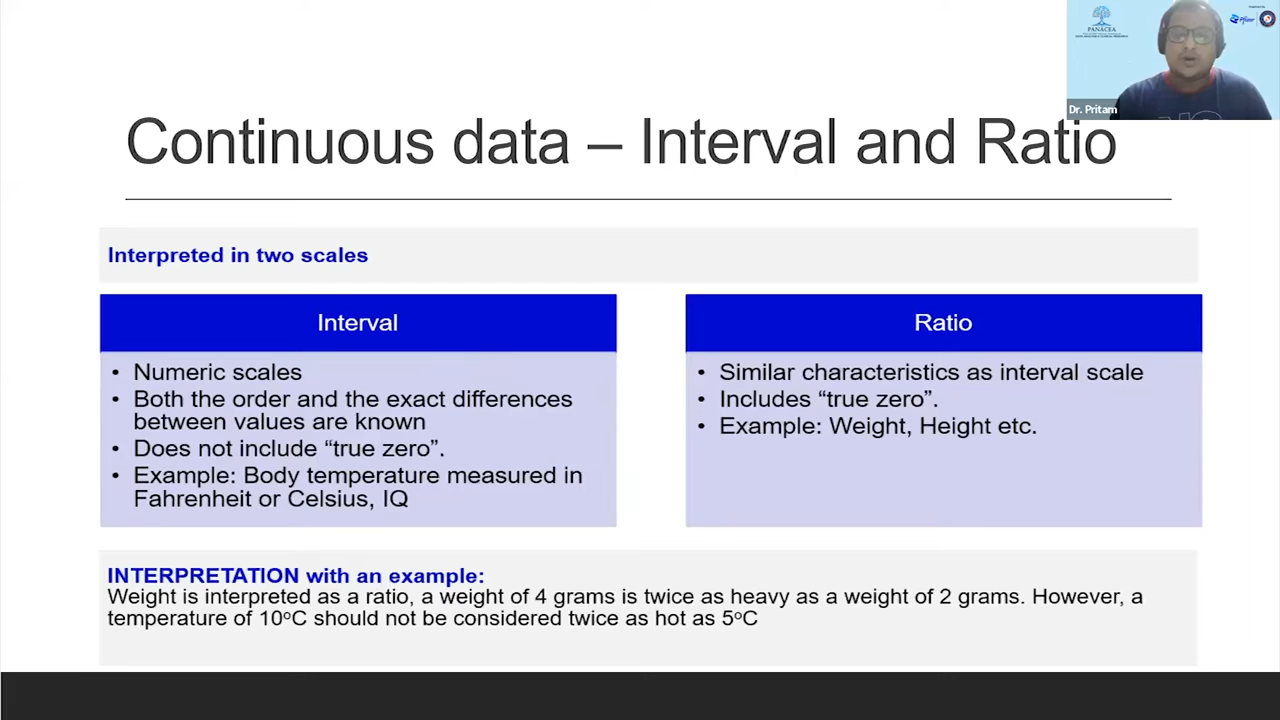 PANACEA
Pfizer
Dr. Pritam
Continuous data – Interval and Ratio
Interpreted in two scales
Interval
• Numeric scales
• Both the order and the exact differences
between values are known
• Does not include “true zero”.
• Example: Body temperature measured in
Fahrenheit or Celsius, IQ
Ratio
• Similar characteristics as interval scale
• Includes “true zero”.
• Example: Weight, Height etc.
INTERPRETATION with an example:
Weight is interpreted as a ratio, a weight of 4 grams is twice as heavy as a weight of 2 grams. However, a
temperature of 10°C should not be considered twice as hot as 5°C